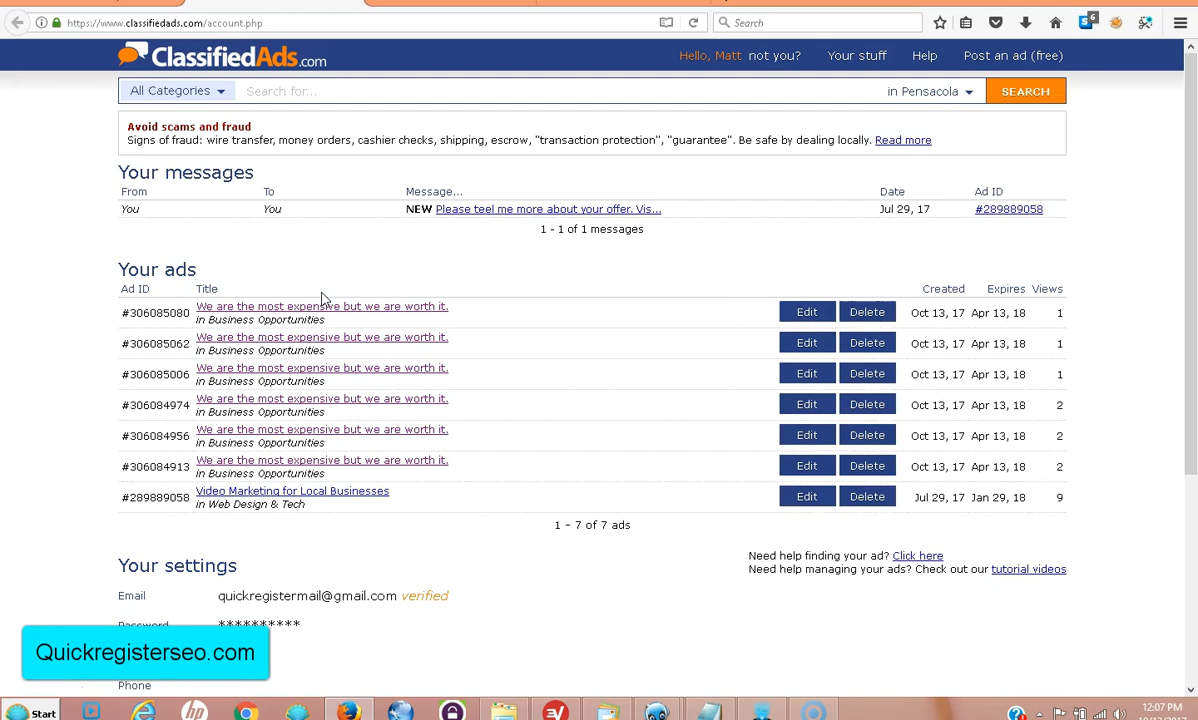 https://www.classifiedads.com/account.php
Search
6
ClassifiedAds.com
Hello, Matt not you? Your stuff Help Post an ad (free)
All Categories Search for... in Pensacola SEARCH
Avoid scams and fraud
Signs of fraud: wire transfer, money orders, cashier checks, shipping, escrow, "transaction protection", "guarantee". Be safe by dealing locally. Read more
Your messages
From To Message... Date Ad ID
You You NEW Please teel me more about your offer. Vis... Jul 29, 17 #289889058
1 - 1 of 1 messages
Your ads
Ad ID Title Created Expires Views
#306085080 We are the most expensive but we are worth it. Edit Delete Oct 13, 17 Apr 13, 18 1
in Business Opportunities
#306085062 We are the most expensive but we are worth it. Edit Delete Oct 13, 17 Apr 13, 18 1
in Business Opportunities
#306085006 We are the most expensive but we are worth it. Edit Delete Oct 13, 17 Apr 13, 18 1
in Business Opportunities
#306084974 We are the most expensive but we are worth it. Edit Delete Oct 13, 17 Apr 13, 18 2
in Business Opportunities
#306084956 We are the most expensive but we are worth it. Edit Delete Oct 13, 17 Apr 13, 18 2
in Business Opportunities
#306084913 We are the most expensive but we are worth it. Edit Delete Oct 13, 17 Apr 13, 18 2
in Business Opportunities
#289889058 Video Marketing for Local Businesses Edit Delete Jul 29, 17 Jan 29, 18 9
in Web Design & Tech
1 - 7 of 7 ads
Need help finding your ad? Click here
Need help managing your ads? Check out our tutorial videos
Your settings
Email quickregistermail@gmail.com verified
Password **********
Quickregisterseo.com
Phone
Start
12:07 PM